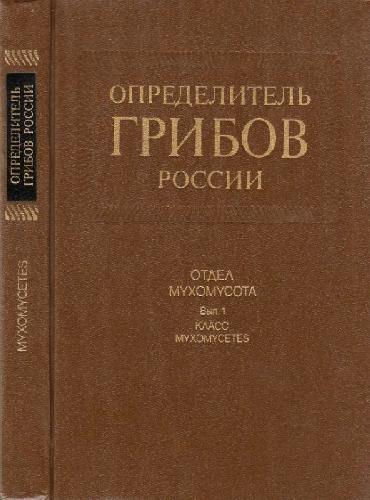 ОПРЕДЕЛИТЕЛЬ
ГРИБОВ РОССИИ
MYXOMYCETES
ОПРЕДЕЛИТЕЛЬ
ГРИБОВ
РОССИИ
ОТДЕЛ
MYXOMYCOTA
Вып. 1
КЛАСС
MYXOMYCETES